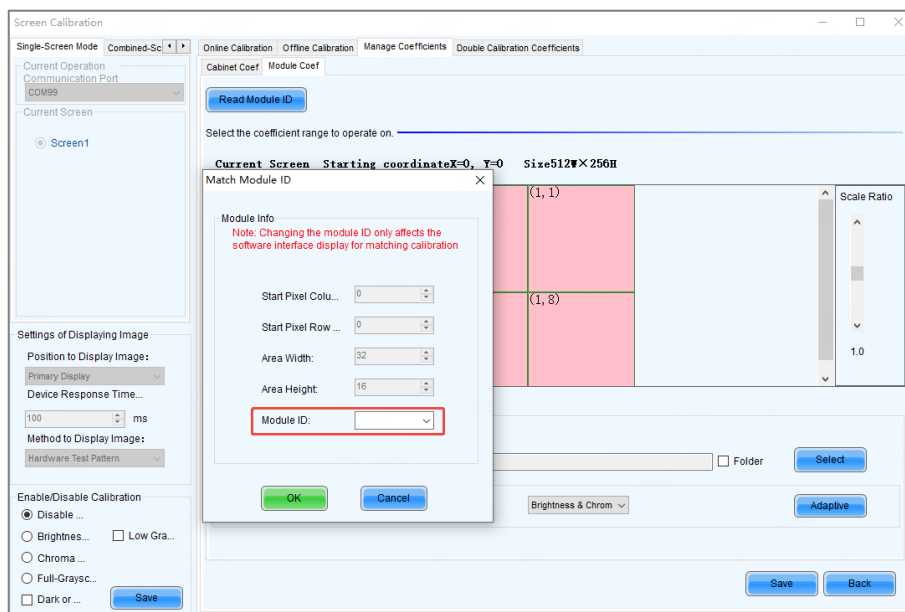 Screen Calibration
Single-Screen Mode
Combined-Sc
Online Calibration
Offline Calibration
Manage Coefficients
Double Calibration Coefficients
Current Operation
Communication Port
COM99
Current Screen
Screen1
Cabinet Coef
Module Coef
Read Module ID
Select the coefficient range to operate on.
Current Screen Starting coordinateX=0, Y=0 Size512W×256H
(1, 1)
(1, 8)
Scale Ratio
1.0
Match Module ID
Module Info
Note: Changing the module ID only affects the
software interface display for matching calibration
Start Pixel Colu... 0
Start Pixel Row ... 0
Area Width: 32
Area Height: 16
Module ID:
OK
Cancel
Settings of Displaying Image
Position to Display Image:
Primary Display
Device Response Time...
100 ms
Method to Display Image:
Hardware Test Pattern
Enable/Disable Calibration
Disable ...
Brightnes...
Low Gra...
Chroma ...
Full-Graysc...
Dark or ...
Save
Folder
Select
Brightness & Chrom
Adaptive
Save
Back